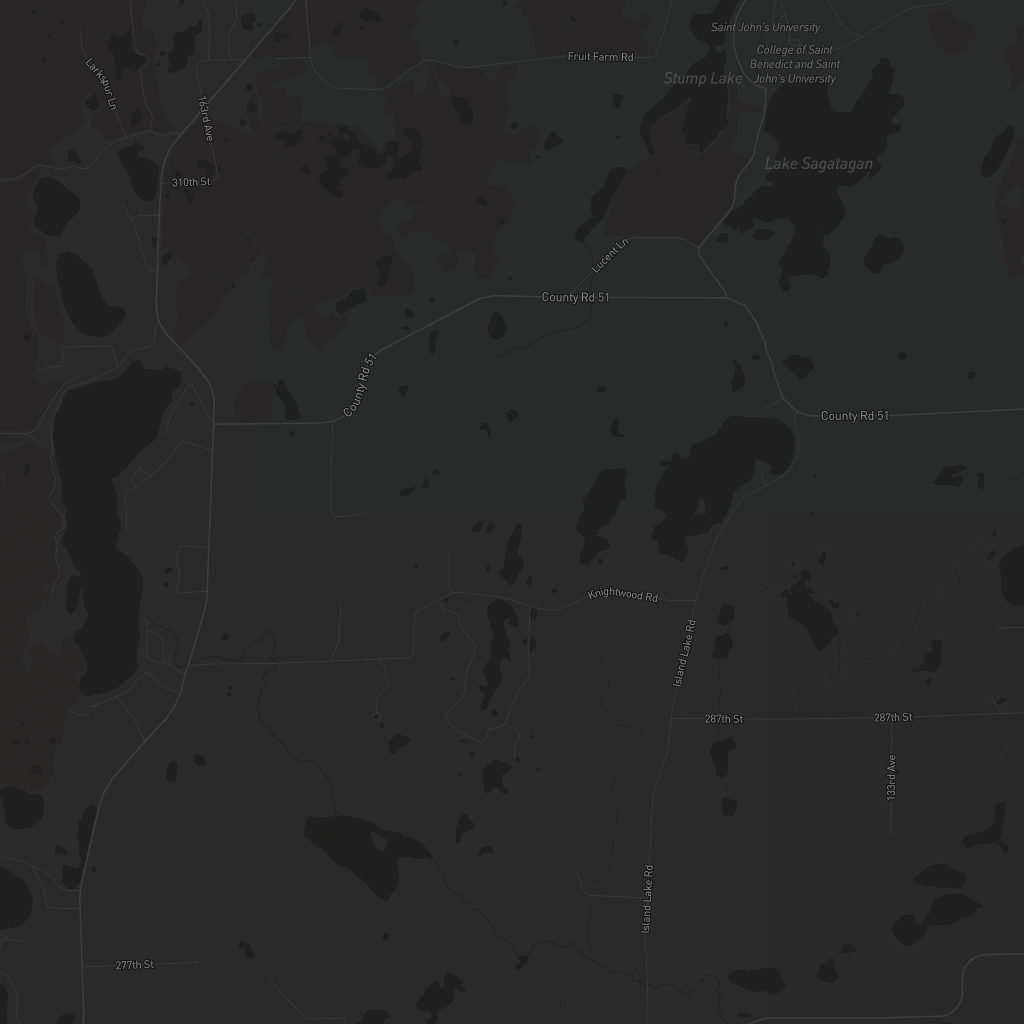 Saint John's University
College of Saint
Benedict and Saint
John's University
Fruit Farm Rd
Stump Lake
Larkspur Ln
163rd Ave
Lake Sagatagan
310th St
Lucent Ln
County Rd 51
County Rd 51
County Rd 51
Knightwood Rd
Island Lake Rd
287th St
287th St
133rd Ave
Island Lake Rd
277th St